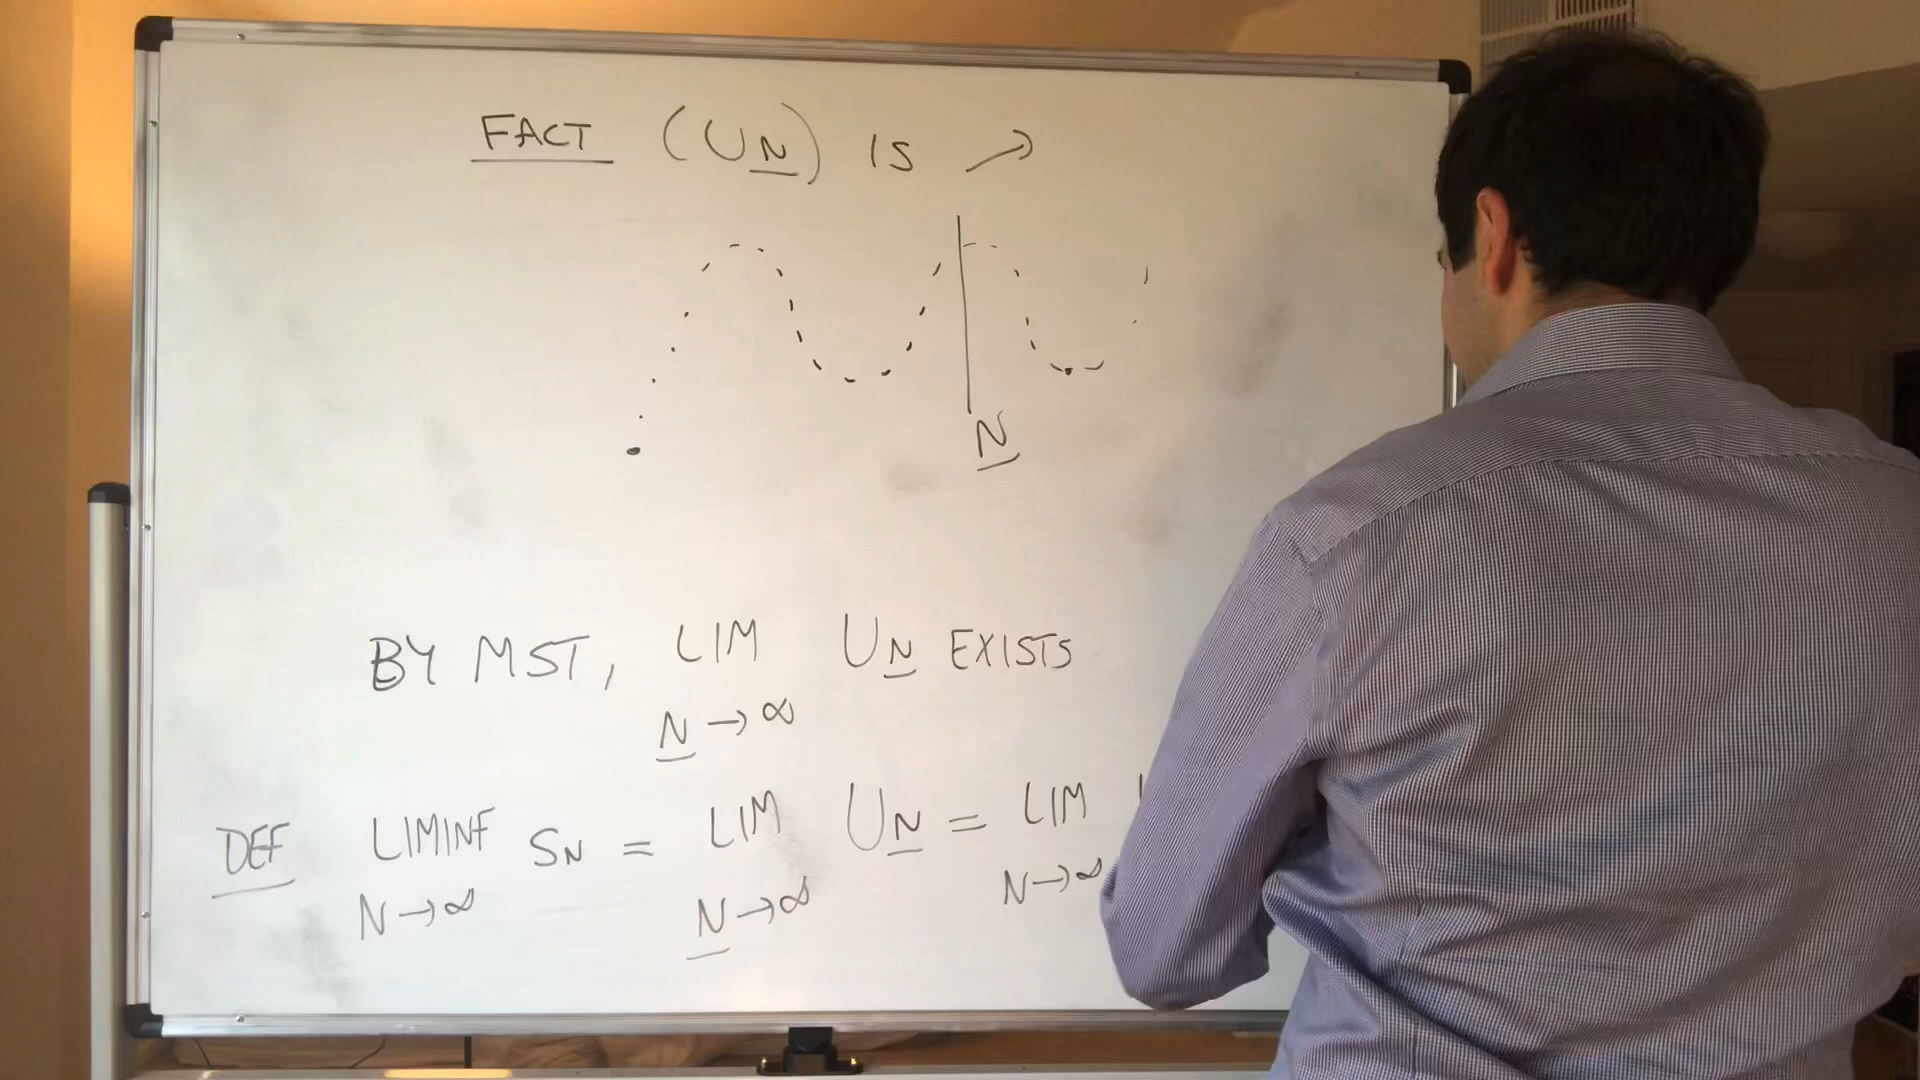 FACT (UN) IS ↗
N
BY MST, LIM UN EXISTS
N→∞
DEF LIMINF SN = LIM UN = LIM
N→∞ N→∞ N→∞